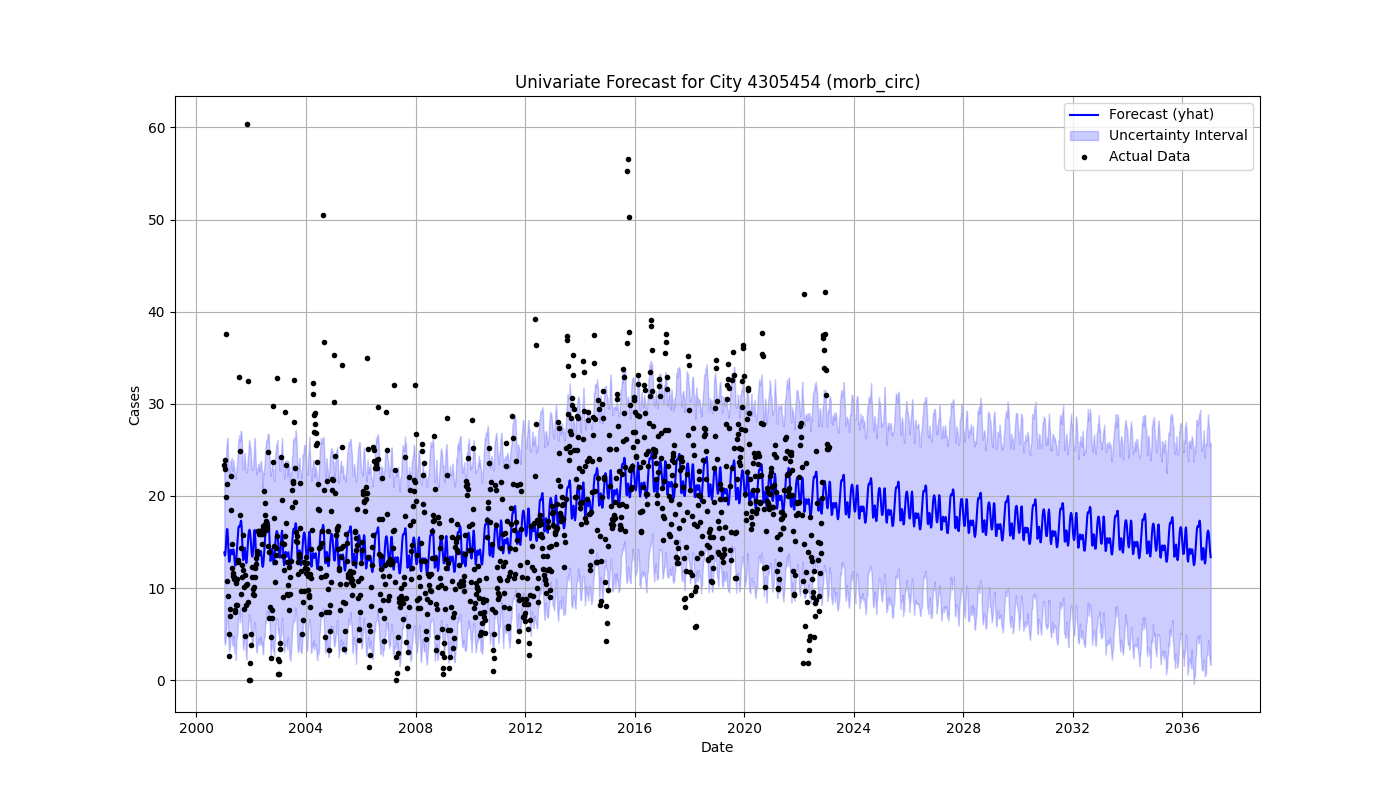 Univariate Forecast for City 4305454 (morb_circ)
Forecast (yhat)
Uncertainty Interval
Actual Data
Cases
60
50
40
30
20
10
0
2000 2004 2008 2012 2016 2020 2024 2028 2032 2036
Date